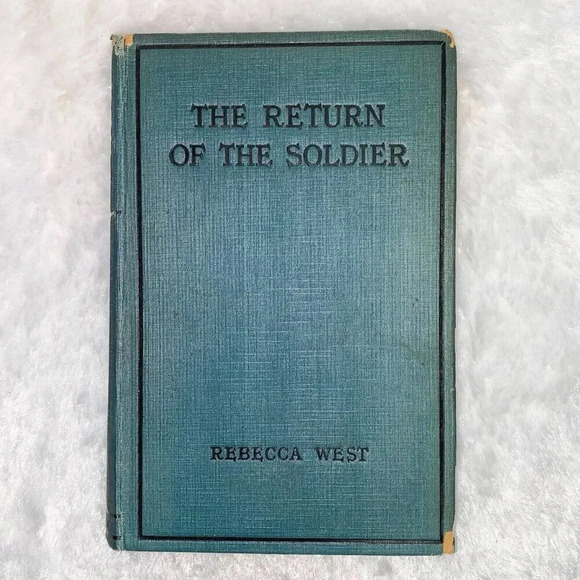 THE RETURN
OF THE SOLDIER
REBECCA WEST